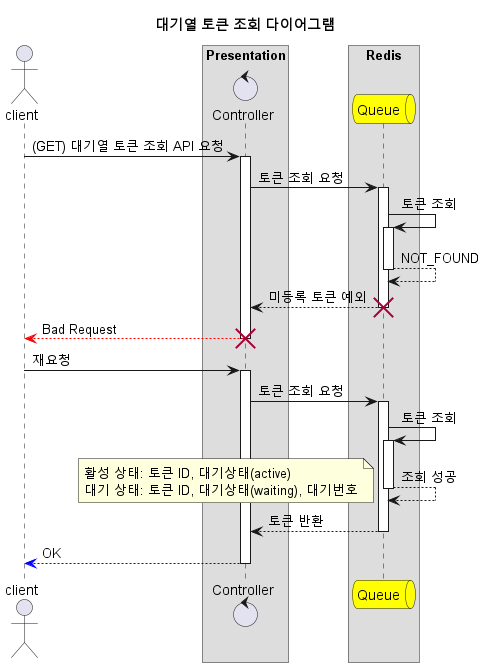 대기열 토큰 조회 다이어그램
Presentation
Redis
client
Controller
Queue
(GET) 대기열 토큰 조회 API 요청
토큰 조회 요청
토큰 조회
NOT_FOUND
미등록 토큰 예외
Bad Request
재요청
토큰 조회 요청
토큰 조회
활성 상태: 토큰 ID, 대기상태(active)
대기 상태: 토큰 ID, 대기상태(waiting), 대기번호
조회 성공
토큰 반환
OK
client
Controller
Queue